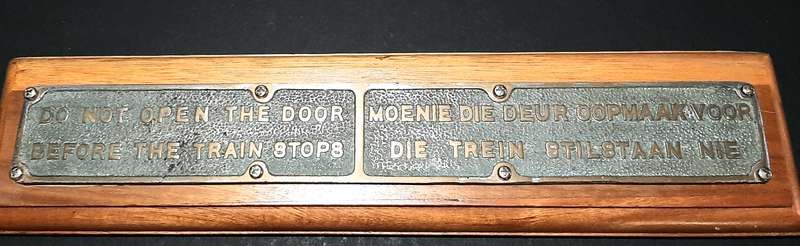 DO NOT OPEN THE DOOR
BEFORE THE TRAIN STOPS
MOENIE DIE DEUR OOPMAAK VOOR
DIE TREIN STILSTAAN NIE